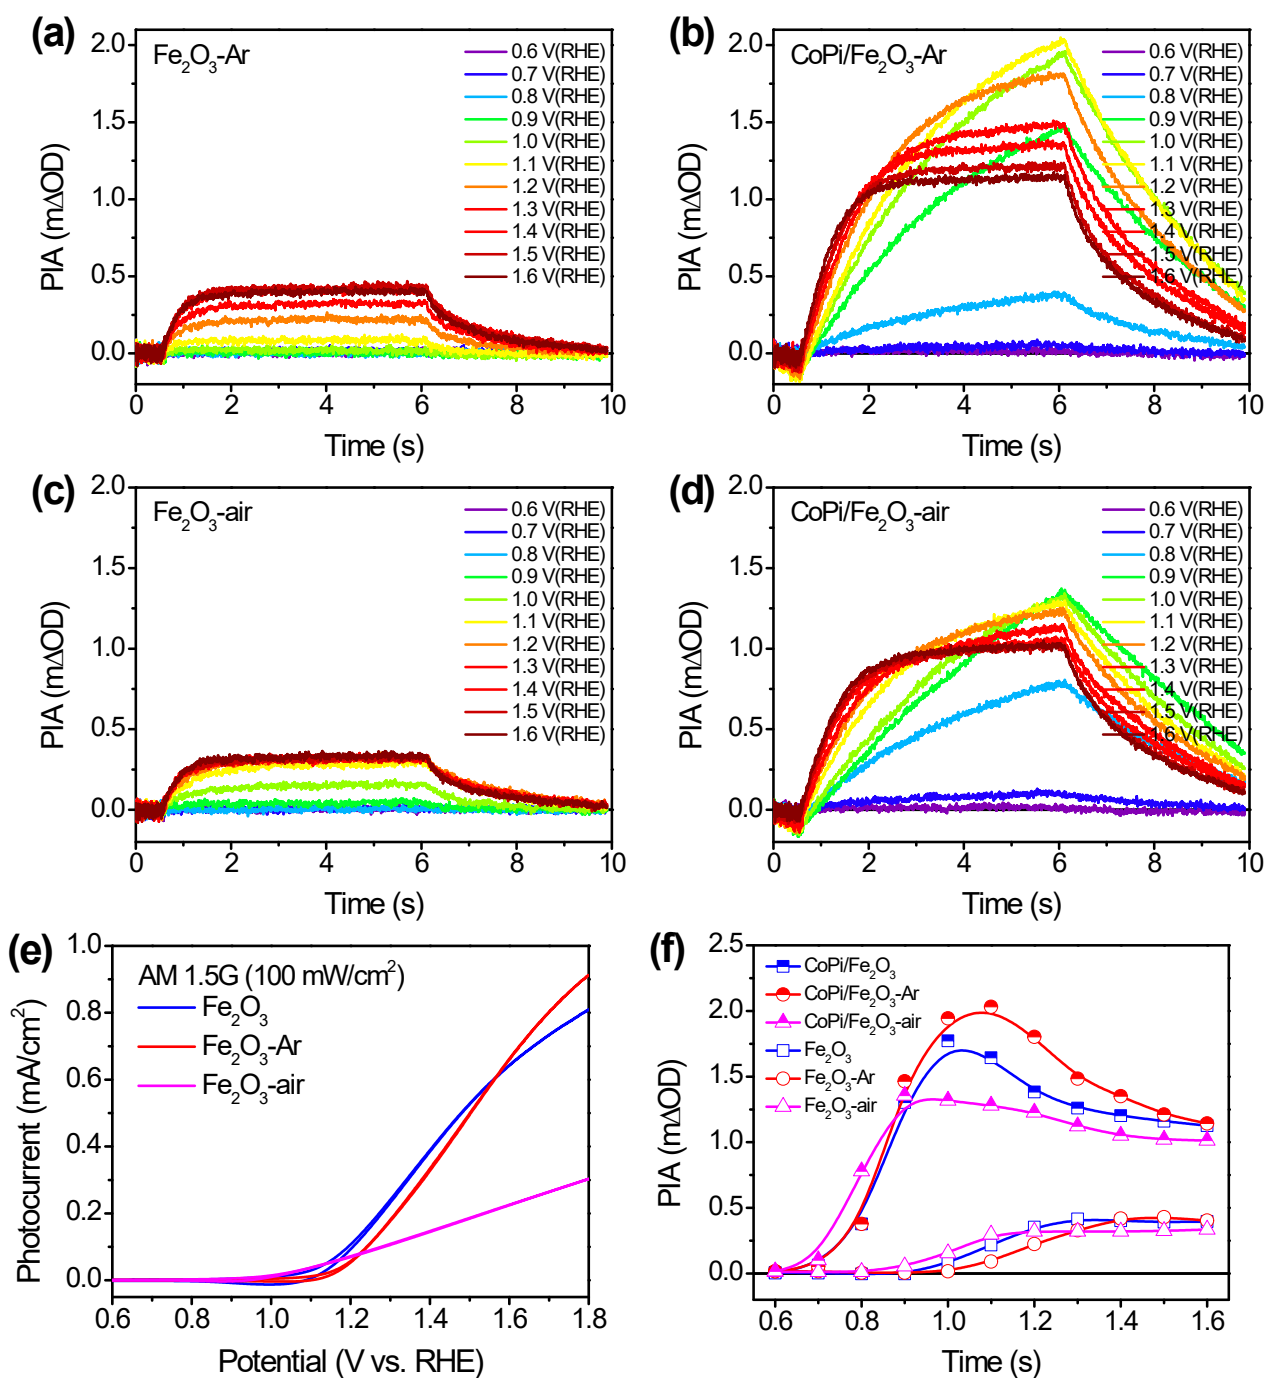 (a)
Fe₂O₃-Ar
0.6 V(RHE)
0.7 V(RHE)
0.8 V(RHE)
0.9 V(RHE)
1.0 V(RHE)
1.1 V(RHE)
1.2 V(RHE)
1.3 V(RHE)
1.4 V(RHE)
1.5 V(RHE)
1.6 V(RHE)
2.0
1.5
1.0
0.5
0.0
PIA (mΔOD)
0 2 4 6 8 10
Time (s)
(b)
CoPi/Fe₂O₃-Ar
0.6 V(RHE)
0.7 V(RHE)
0.8 V(RHE)
0.9 V(RHE)
1.0 V(RHE)
1.1 V(RHE)
1.2 V(RHE)
1.3 V(RHE)
1.4 V(RHE)
1.5 V(RHE)
1.6 V(RHE)
2.0
1.5
1.0
0.5
0.0
PIA (mΔOD)
0 2 4 6 8 10
Time (s)
(c)
Fe₂O₃-air
0.6 V(RHE)
0.7 V(RHE)
0.8 V(RHE)
0.9 V(RHE)
1.0 V(RHE)
1.1 V(RHE)
1.2 V(RHE)
1.3 V(RHE)
1.4 V(RHE)
1.5 V(RHE)
1.6 V(RHE)
2.0
1.5
1.0
0.5
0.0
PIA (mΔOD)
0 2 4 6 8 10
Time (s)
(d)
CoPi/Fe₂O₃-air
0.6 V(RHE)
0.7 V(RHE)
0.8 V(RHE)
0.9 V(RHE)
1.0 V(RHE)
1.1 V(RHE)
1.2 V(RHE)
1.3 V(RHE)
1.4 V(RHE)
1.5 V(RHE)
1.6 V(RHE)
2.0
1.5
1.0
0.5
0.0
PIA (mΔOD)
0 2 4 6 8 10
Time (s)
(e)
AM 1.5G (100 mW/cm²)
Fe₂O₃
Fe₂O₃-Ar
Fe₂O₃-air
1.0
0.8
0.6
0.4
0.2
0.0
Photocurrent (mA/cm²)
0.6 0.8 1.0 1.2 1.4 1.6 1.8
Potential (V vs. RHE)
(f)
CoPi/Fe₂O₃
CoPi/Fe₂O₃-Ar
CoPi/Fe₂O₃-air
Fe₂O₃
Fe₂O₃-Ar
Fe₂O₃-air
2.5
2.0
1.5
1.0
0.5
0.0
PIA (mΔOD)
0.6 0.8 1.0 1.2 1.4 1.6
Time (s)